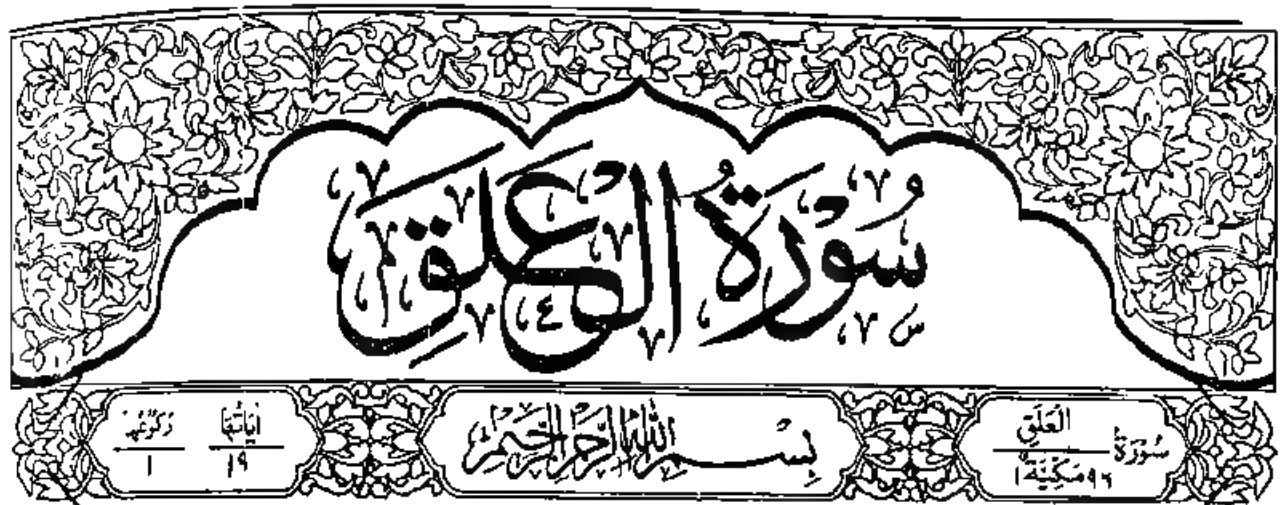 سُوْرَةُ الْعَلَقِ
سُوْرَةُ الْعَلَقِ ٩٦ مَكِّيَّةٌ ١ بِسْمِ اللّٰهِ الرَّحْمٰنِ الرَّحِيْمِ اٰيَاتُهَا ١٩ رُكُوْعُهَا ١